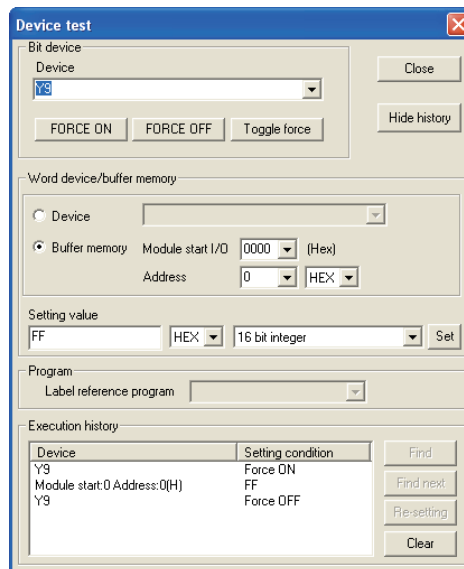 Device test
Bit device
Device
Close
Y9
FORCE ON FORCE OFF Toggle force
Hide history
Word device/buffer memory
Device
Buffer memory Module start I/O 0000 (Hex)
Address 0 HEX
Setting value
FF HEX 16 bit integer Set
Program
Label reference program
Execution history
Device Setting condition Find
Y9 Force ON
Module start:0 Address:0(H) FF Find next
Y9 Force OFF
Re-setting
Clear